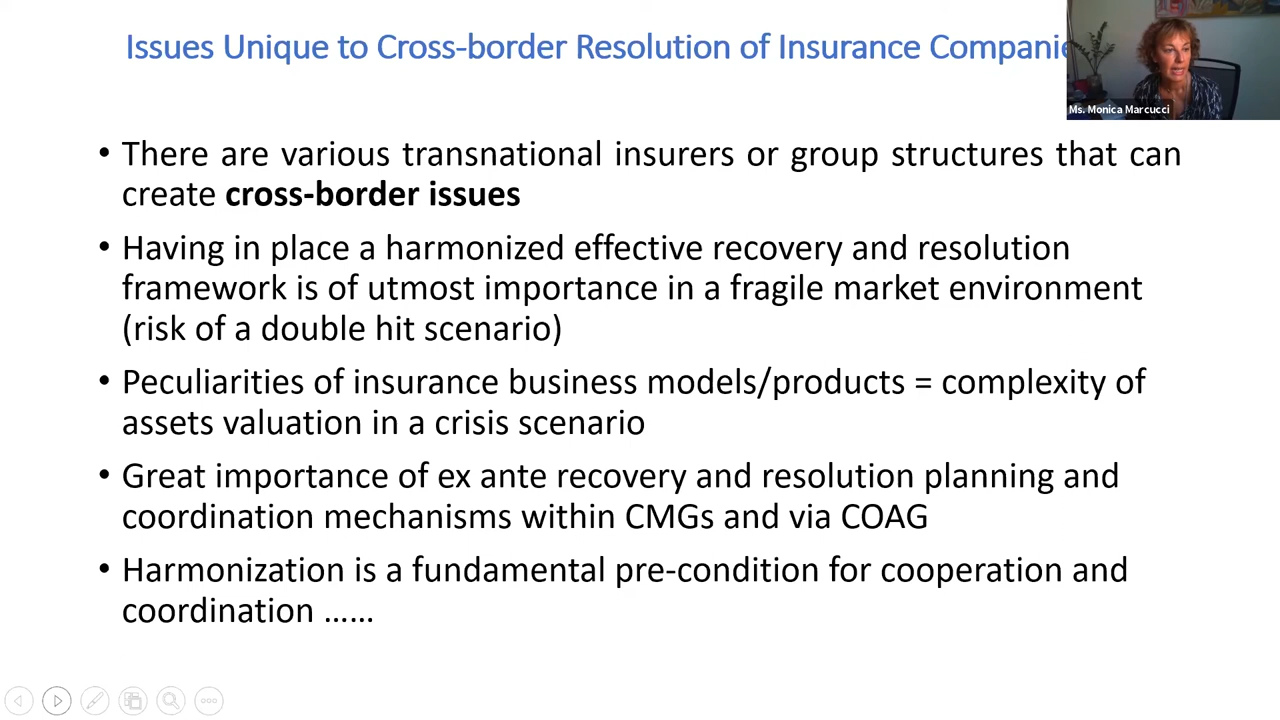 Issues Unique to Cross-border Resolution of Insurance Companie
Ms. Monica Marcucci
• There are various transnational insurers or group structures that can
create cross-border issues
• Having in place a harmonized effective recovery and resolution
framework is of utmost importance in a fragile market environment
(risk of a double hit scenario)
• Peculiarities of insurance business models/products = complexity of
assets valuation in a crisis scenario
• Great importance of ex ante recovery and resolution planning and
coordination mechanisms within CMGs and via COAG
• Harmonization is a fundamental pre-condition for cooperation and
coordination ……